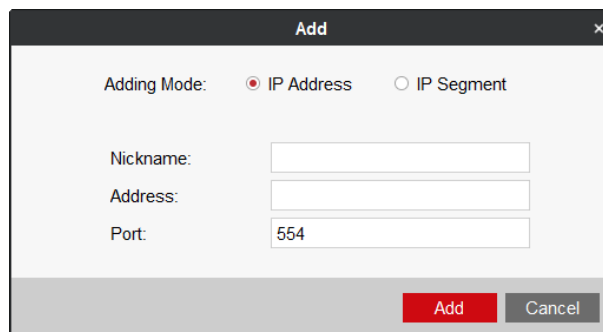 Add
×
Adding Mode: IP Address IP Segment
Nickname:
Address:
Port: 554
Add Cancel